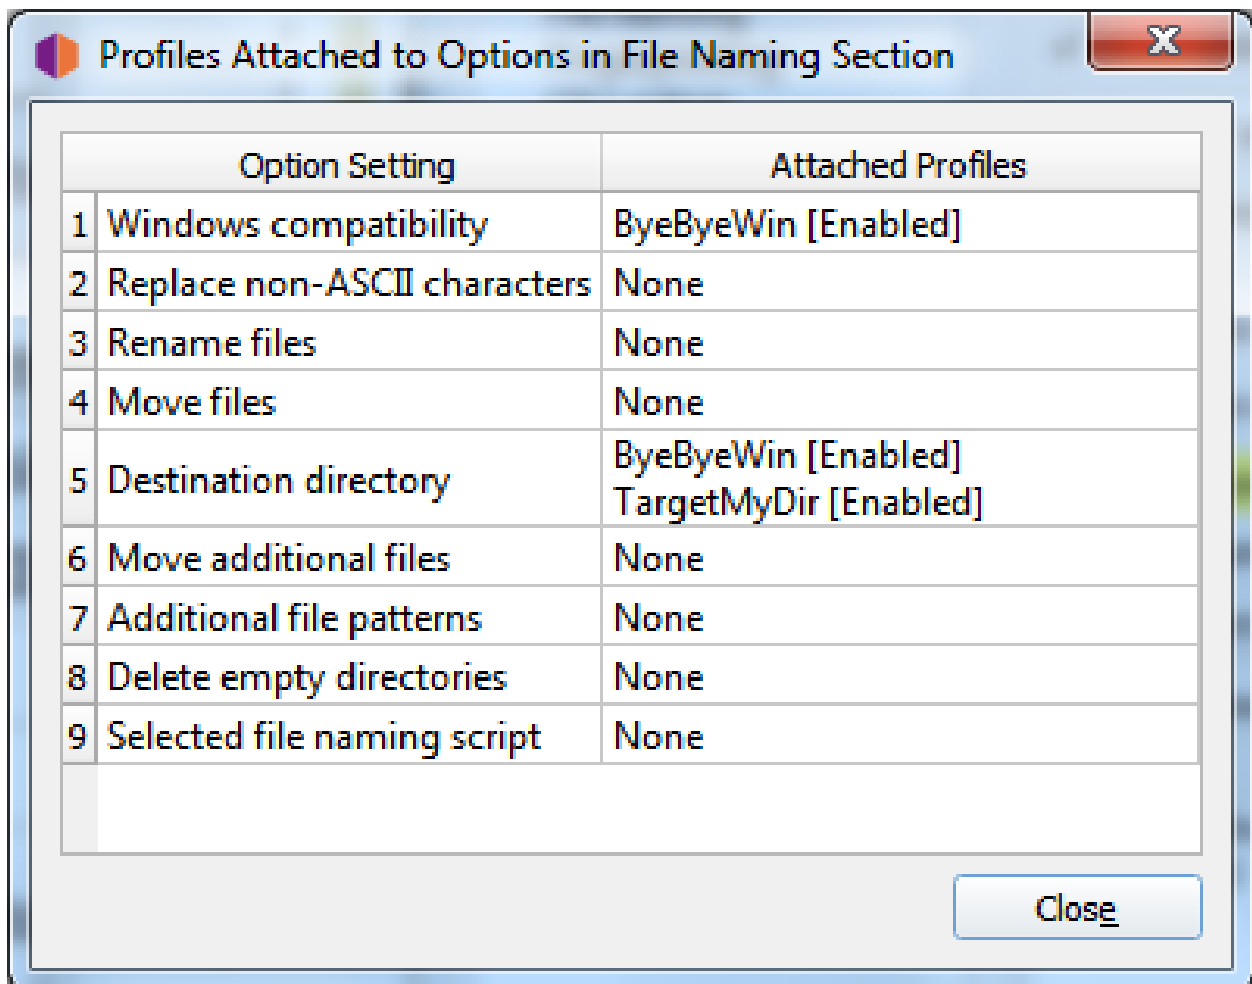 Profiles Attached to Options in File Naming Section
Option Setting Attached Profiles
1 Windows compatibility ByeByeWin [Enabled]
2 Replace non-ASCII characters None
3 Rename files None
4 Move files None
5 Destination directory ByeByeWin [Enabled]
TargetMyDir [Enabled]
6 Move additional files None
7 Additional file patterns None
8 Delete empty directories None
9 Selected file naming script None
Close